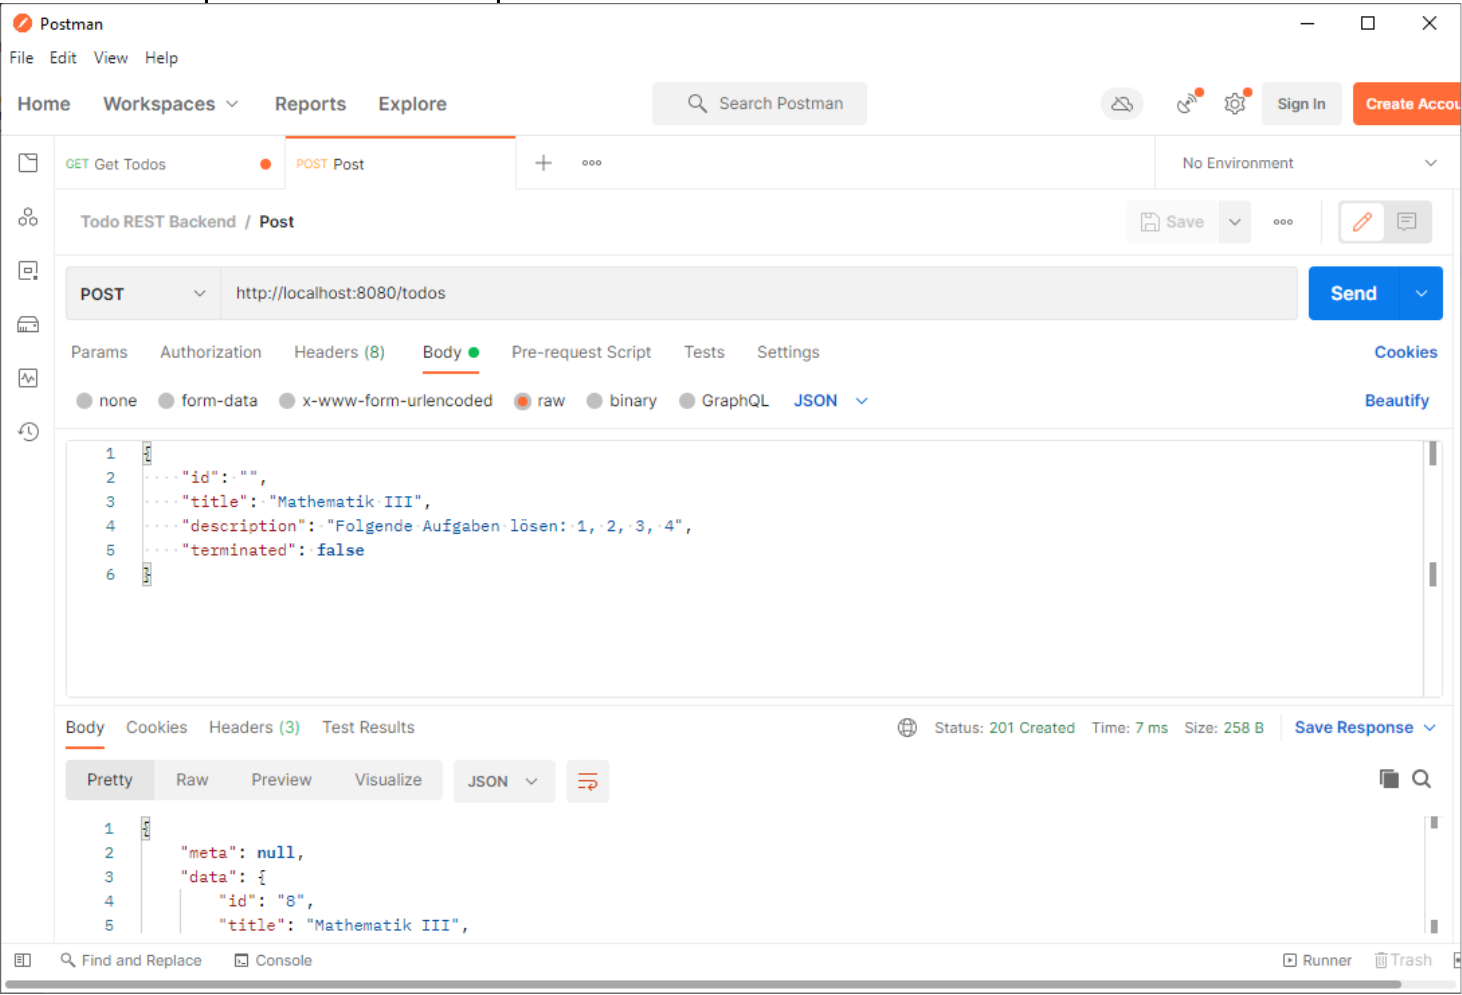 Postman
File Edit View Help
Home Workspaces Reports Explore Search Postman Sign In Create Accou
GET Get Todos POST Post No Environment
Todo REST Backend / Post Save
POST http://localhost:8080/todos Send
Params Authorization Headers (8) Body Pre-request Script Tests Settings Cookies
none form-data x-www-form-urlencoded raw binary GraphQL JSON Beautify
1 {
2 "id": "",
3 "title": "Mathematik III",
4 "description": "Folgende Aufgaben lösen: 1, 2, 3, 4",
5 "terminated": false
6 }
Body Cookies Headers (3) Test Results Status: 201 Created Time: 7 ms Size: 258 B Save Response
Pretty Raw Preview Visualize JSON
1 {
2 "meta": null,
3 "data": {
4 "id": "8",
5 "title": "Mathematik III",
Find and Replace Console Runner Trash